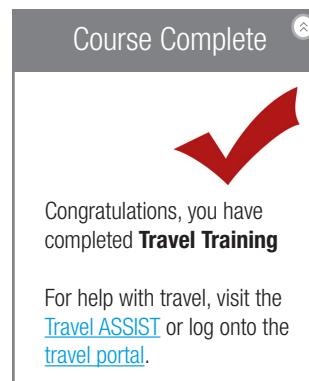 Course Complete
Congratulations, you have
completed Travel Training
For help with travel, visit the
Travel ASSIST or log onto the
travel portal.